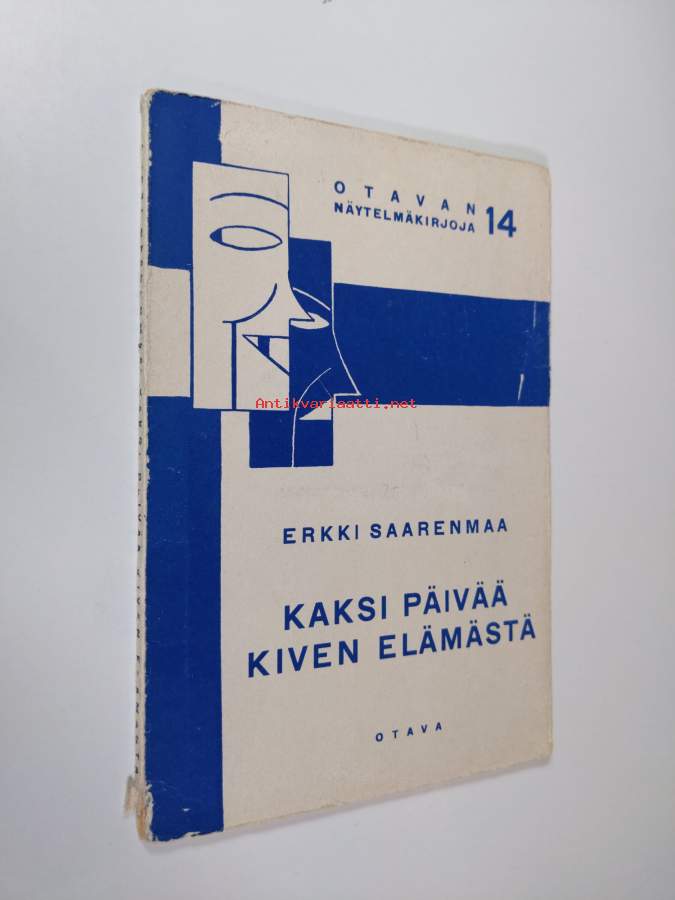 OTAVAN
NÄYTELMÄKIRJOJA 14
Antikvariaatti.net
ERKKI SAARENMAA
KAKSI PÄIVÄÄ
KIVEN ELÄMÄSTÄ
OTAVA